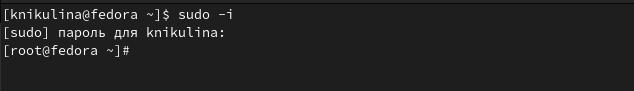 [knikulina@fedora ~]$ sudo -i
[sudo] пароль для knikulina:
[root@fedora ~]#